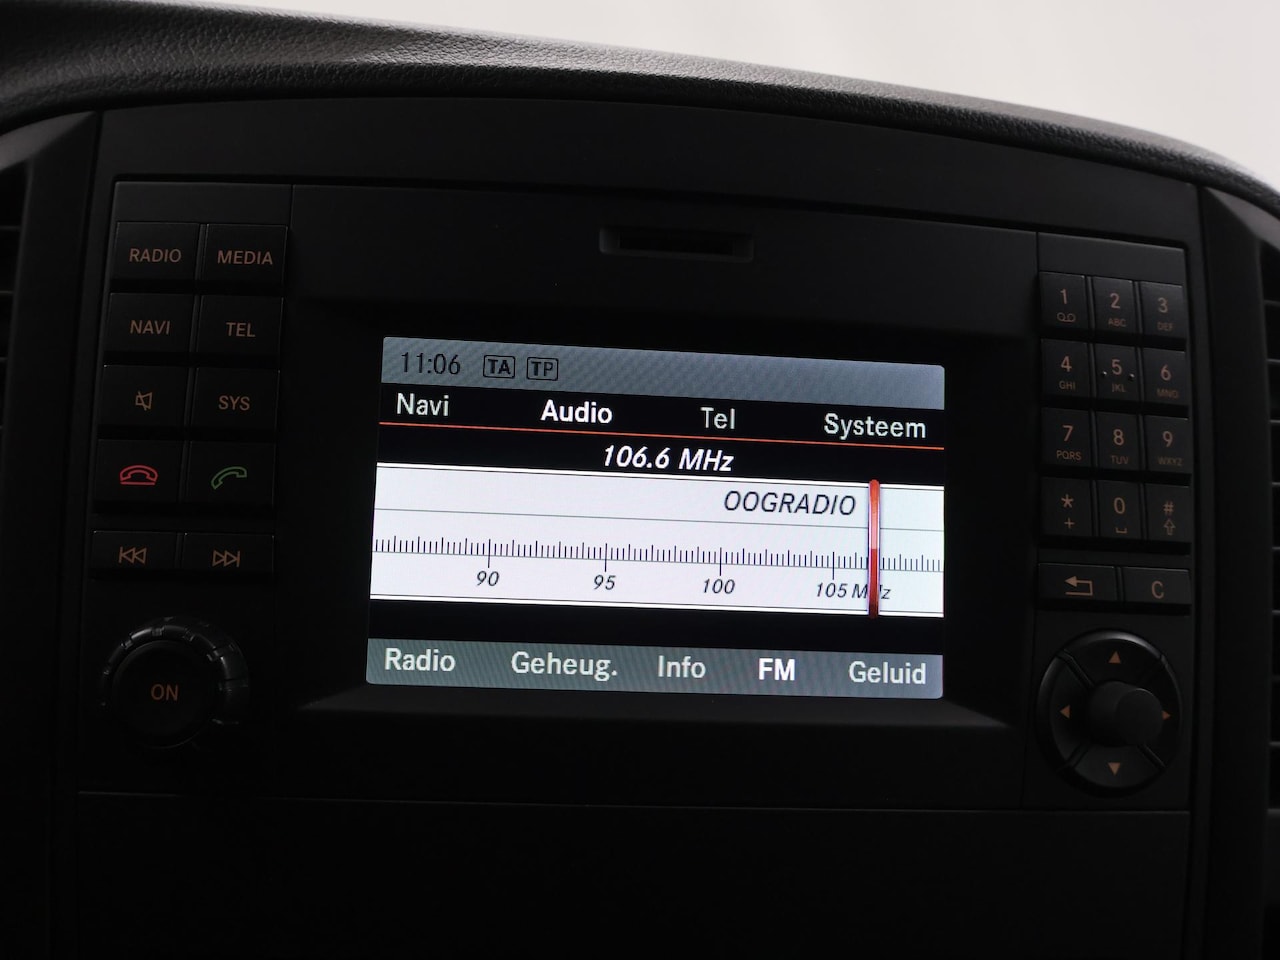 RADIO MEDIA
NAVI TEL
SYS
ON
11:06 TA TP
Navi Audio Tel Systeem
106.6 MHz
OOGRADIO
90 95 100 105 MHz
Radio Geheug. Info FM Geluid
1 2 3
ABC DEF
4 5 6
GHI JKL MNO
7 8 9
PQRS TUV WXYZ
* 0 #
+
C